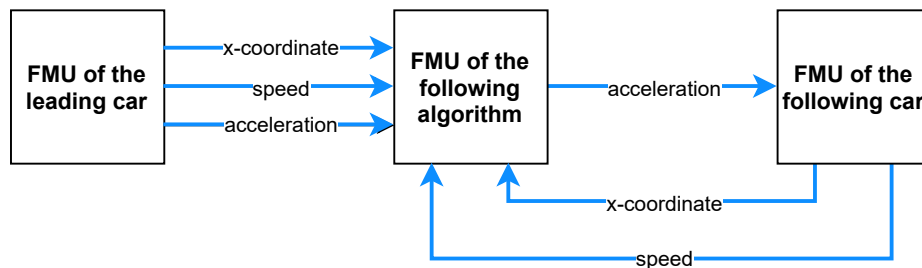 FMU of the
leading car
x-coordinate
speed
acceleration
FMU of the
following
algorithm
acceleration
FMU of the
following car
x-coordinate
speed